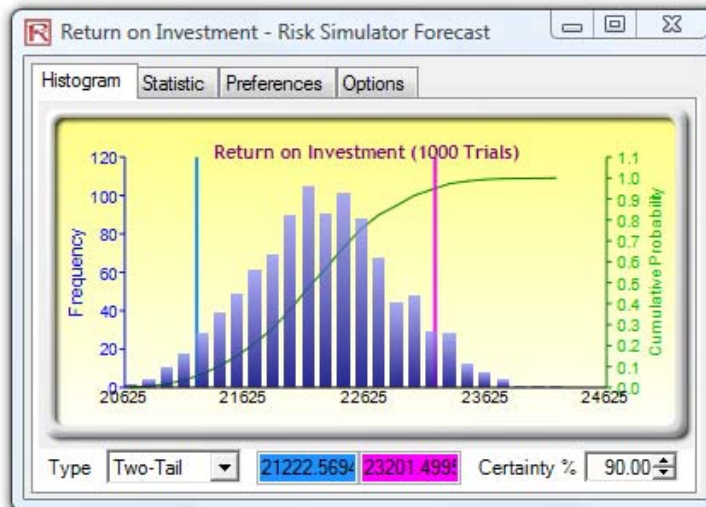 R Return on Investment - Risk Simulator Forecast
Histogram Statistic Preferences Options
Return on Investment (1000 Trials)
Frequency
120
100
80
60
40
20
0
20625 21625 22625 23625 24625
1.1
1.0
0.9
0.8
0.7
0.6
0.5
0.4
0.3
0.2
0.1
0.0
Cumulative Probability
Type Two-Tail 21222.5694 23201.4995 Certainty % 90.00